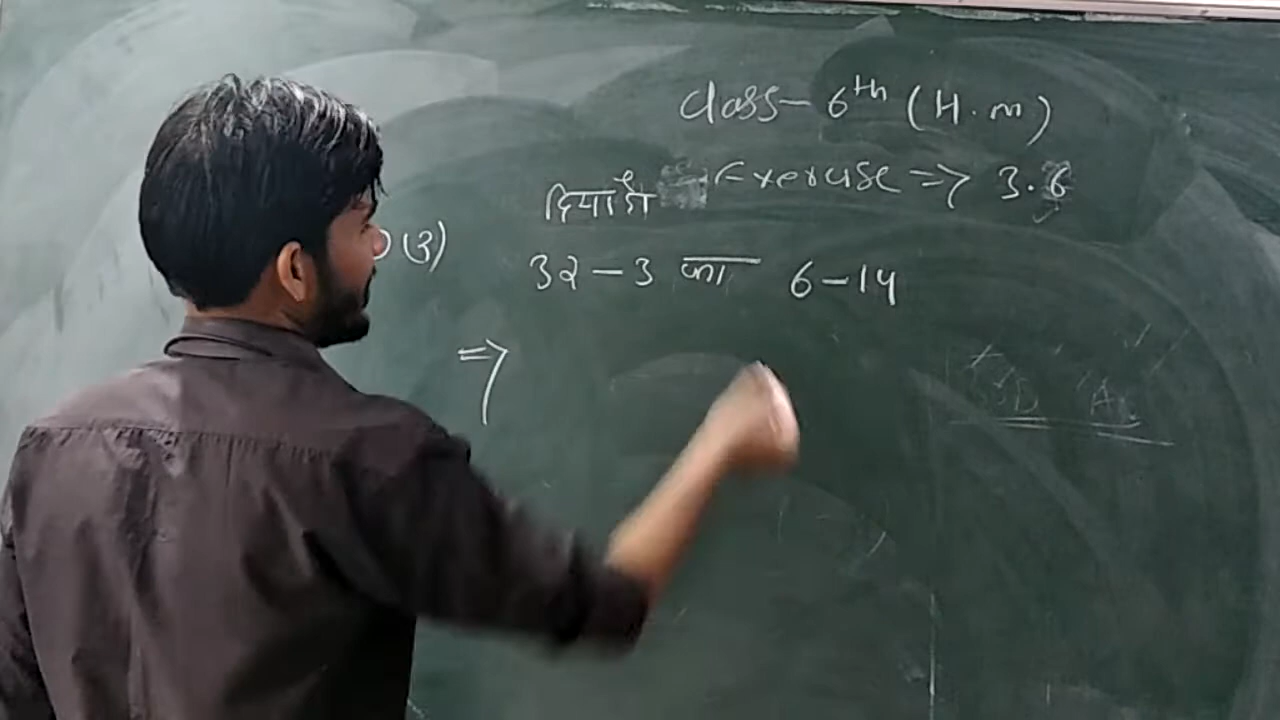 class- 6th (H.m)
दिया है Exercise => 3.6
(3) 32 - 3 का 6 - 14
=>